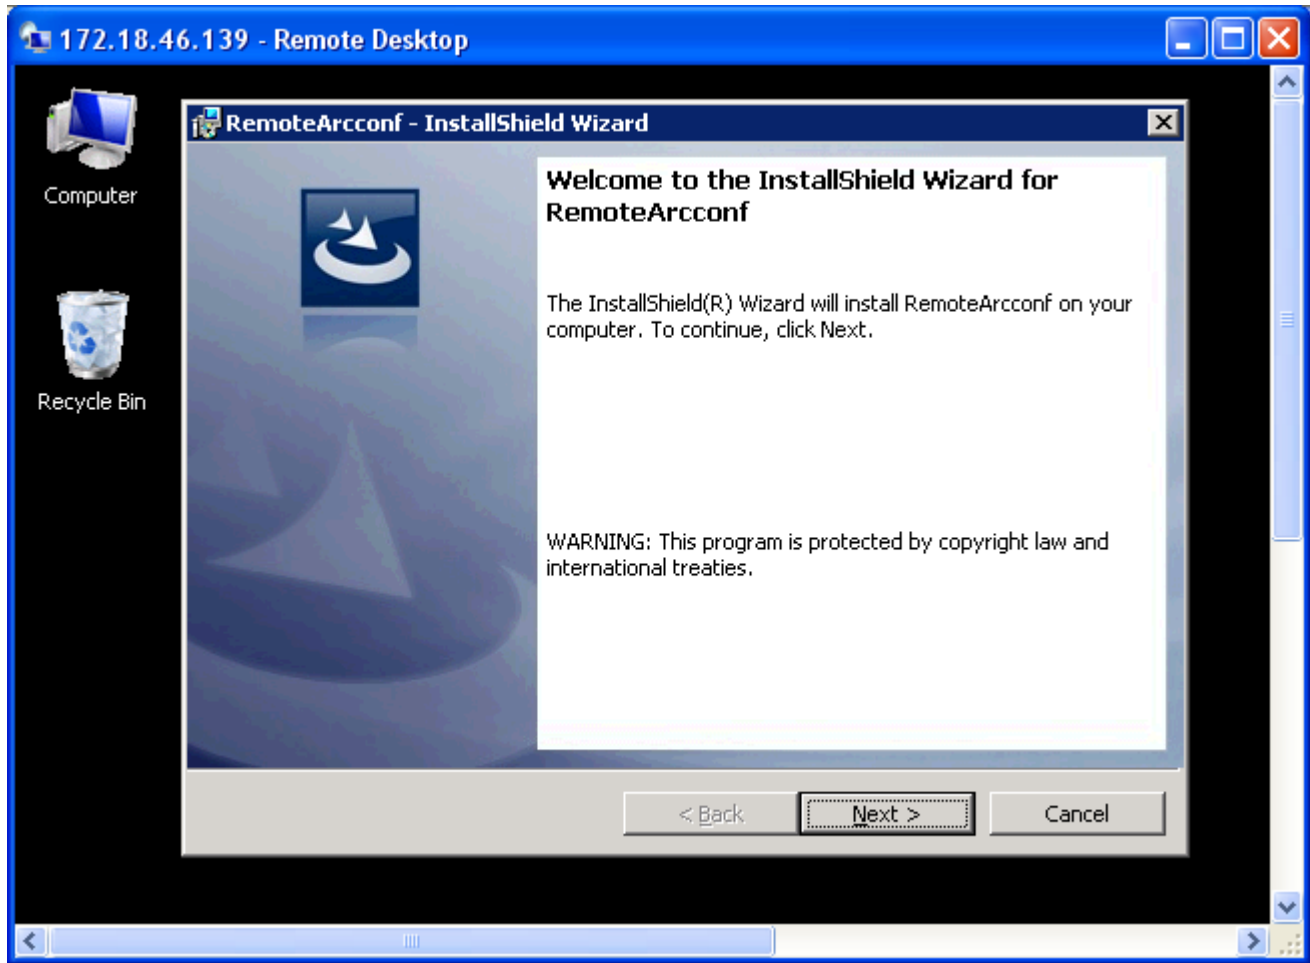 172.18.46.139 - Remote Desktop
Computer
Recycle Bin
RemoteArcconf - InstallShield Wizard
Welcome to the InstallShield Wizard for
RemoteArcconf
The InstallShield(R) Wizard will install RemoteArcconf on your
computer. To continue, click Next.
WARNING: This program is protected by copyright law and
international treaties.
< Back
Next >
Cancel